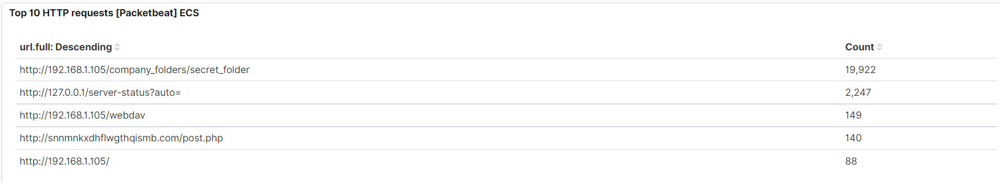 Top 10 HTTP requests [Packetbeat] ECS
url.full: Descending Count
http://192.168.1.105/company_folders/secret_folder 19,922
http://127.0.0.1/server-status?auto= 2,247
http://192.168.1.105/webdav 149
http://snnmnkxdhflwgthqismb.com/post.php 140
http://192.168.1.105/ 88